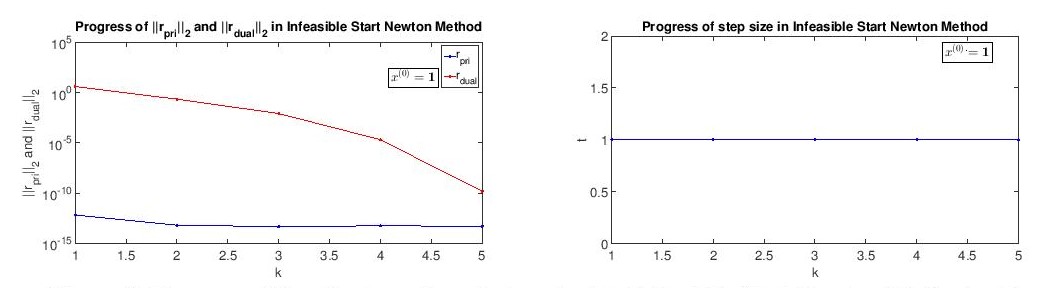 Progress of ||r_pri||_2 and ||r_dual||_2 in Infeasible Start Newton Method
10^5
10^0
10^-5
10^-10
10^-15
||r_pri||_2 and ||r_dual||_2
x^(0) = 1
r_pri
r_dual
1 1.5 2 2.5 3 3.5 4 4.5 5
k
Progress of step size in Infeasible Start Newton Method
2
1.5
1
0.5
0
t
x^(0) = 1
1 1.5 2 2.5 3 3.5 4 4.5 5
k